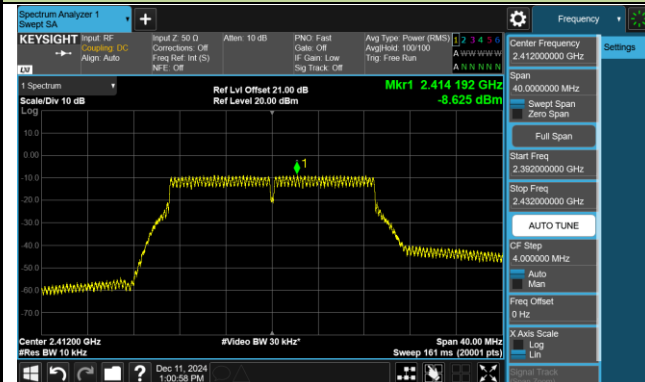 Spectrum Analyzer 1
Swept SA
+
Frequency
KEYSIGHT
Input: RF
Coupling: DC
Align: Auto
Input Z: 50 Ω
Corrections: Off
Freq Ref: Int (S)
NFE: Off
Atten: 10 dB
PNO: Fast
Gate: Off
IF Gain: Low
Sig Track: Off
Avg Type: Power (RMS)
Avg|Hold: 100/100
Trig: Free Run
1 2 3 4 5 6
A W W W W W
A N N N N N
LM
1 Spectrum
Scale/Div 10 dB
Log
Ref Lvl Offset 21.00 dB
Ref Level 20.00 dBm
Mkr1 2.414 192 GHz
-8.625 dBm
1
10.0
0.00
-10.0
-20.0
-30.0
-40.0
-50.0
-60.0
-70.0
Center 2.41200 GHz
#Res BW 10 kHz
#Video BW 30 kHz*
Span 40.00 MHz
Sweep 161 ms (20001 pts)
Dec 11, 2024
1:00:58 PM
?
Center Frequency
2.412000000 GHz
Span
40.0000000 MHz
Swept Span
Zero Span
Full Span
Start Freq
2.392000000 GHz
Stop Freq
2.432000000 GHz
AUTO TUNE
CF Step
4.000000 MHz
Auto
Man
Freq Offset
0 Hz
X Axis Scale
Log
Lin
Signal Track
Settings